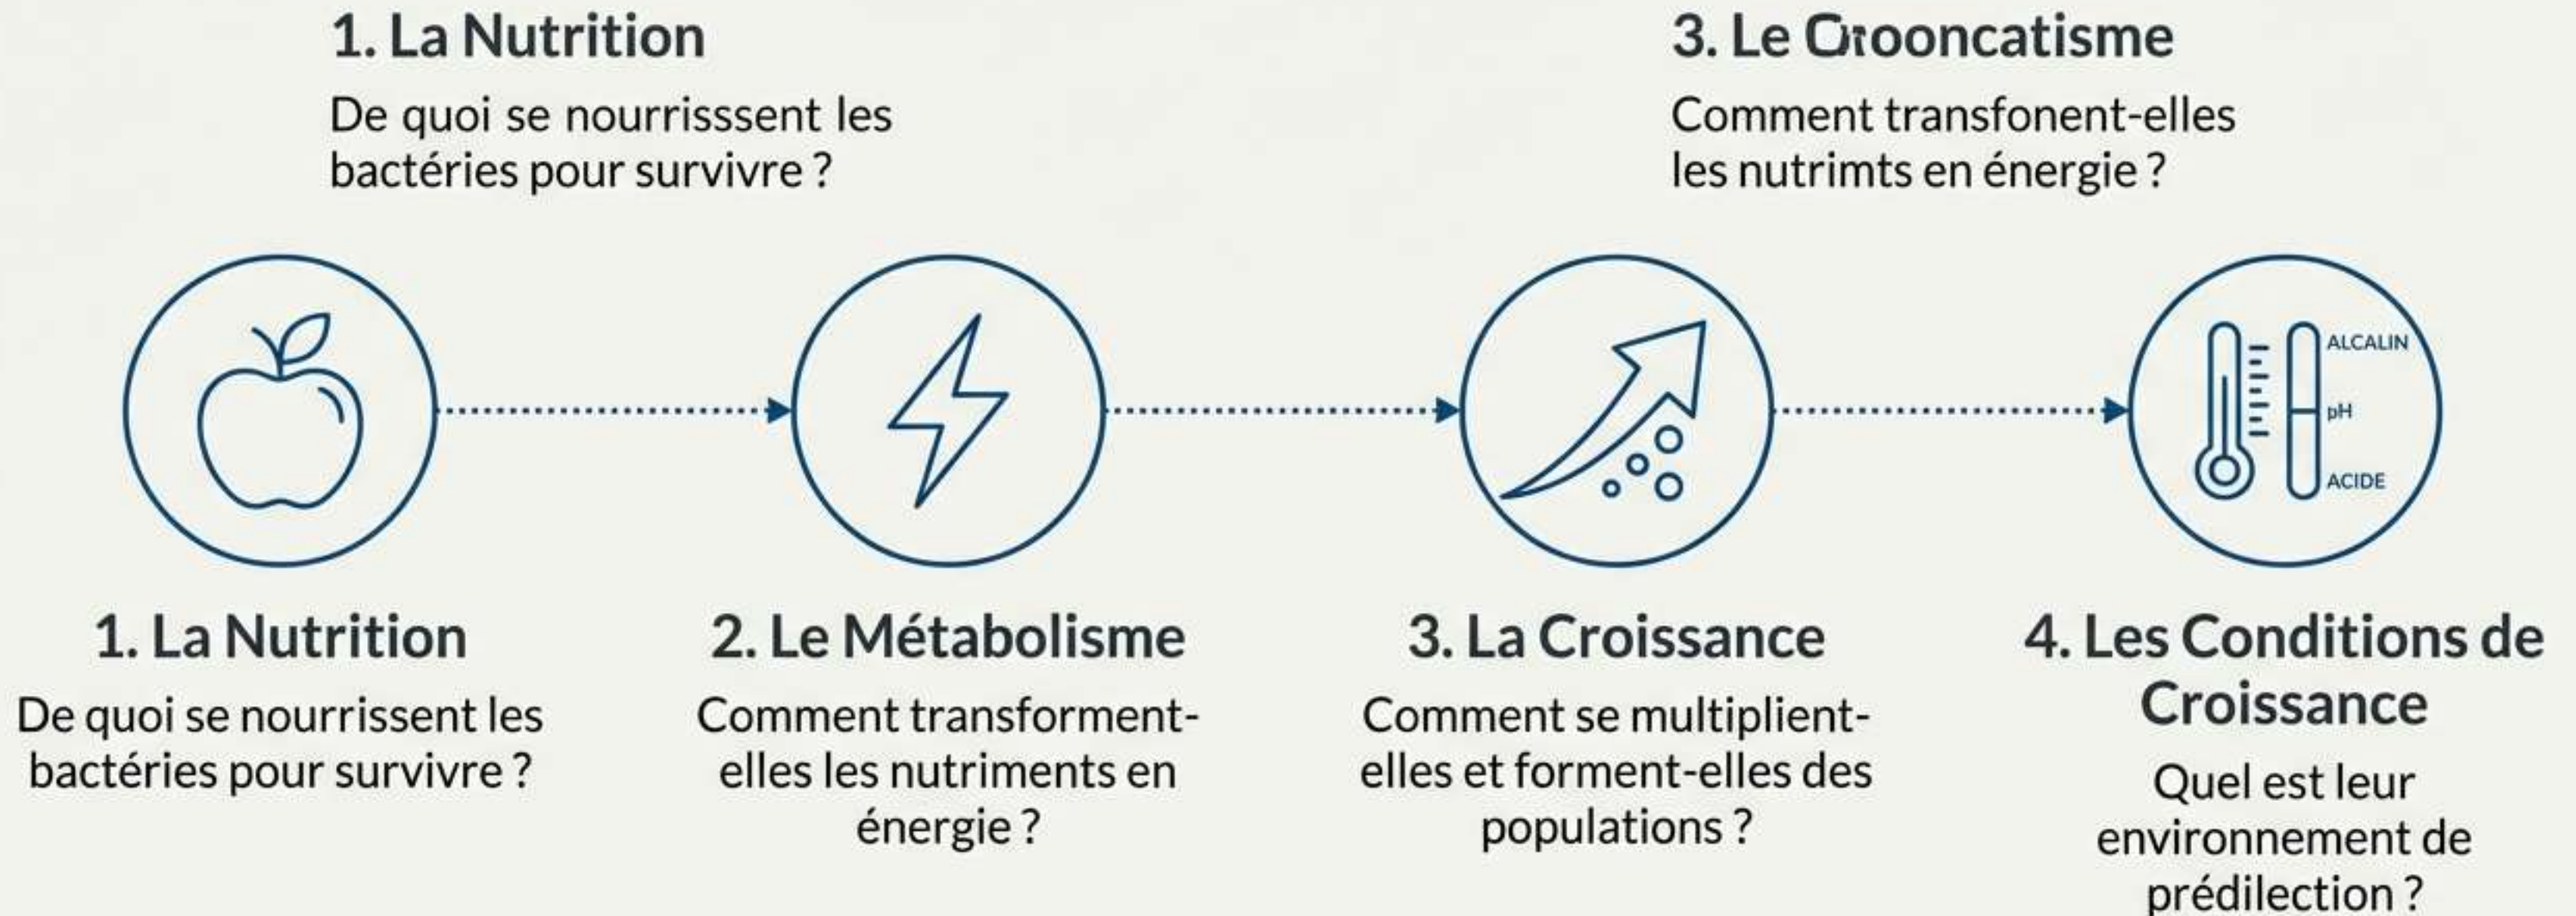 1. La Nutrition
De quoi se nourrisssent les
bactéries pour survivre ?
3. Le Grooncatisme
Comment transfonent-elles
les nutrimts en énergie ?
ALCALIN
pH
ACIDE
1. La Nutrition
De quoi se nourrissent les
bactéries pour survivre ?
2. Le Métabolisme
Comment transforment-
elles les nutriments en
énergie ?
3. La Croissance
Comment se multiplient-
elles et forment-elles des
populations ?
4. Les Conditions de
Croissance
Quel est leur
environnement de
prédilection ?